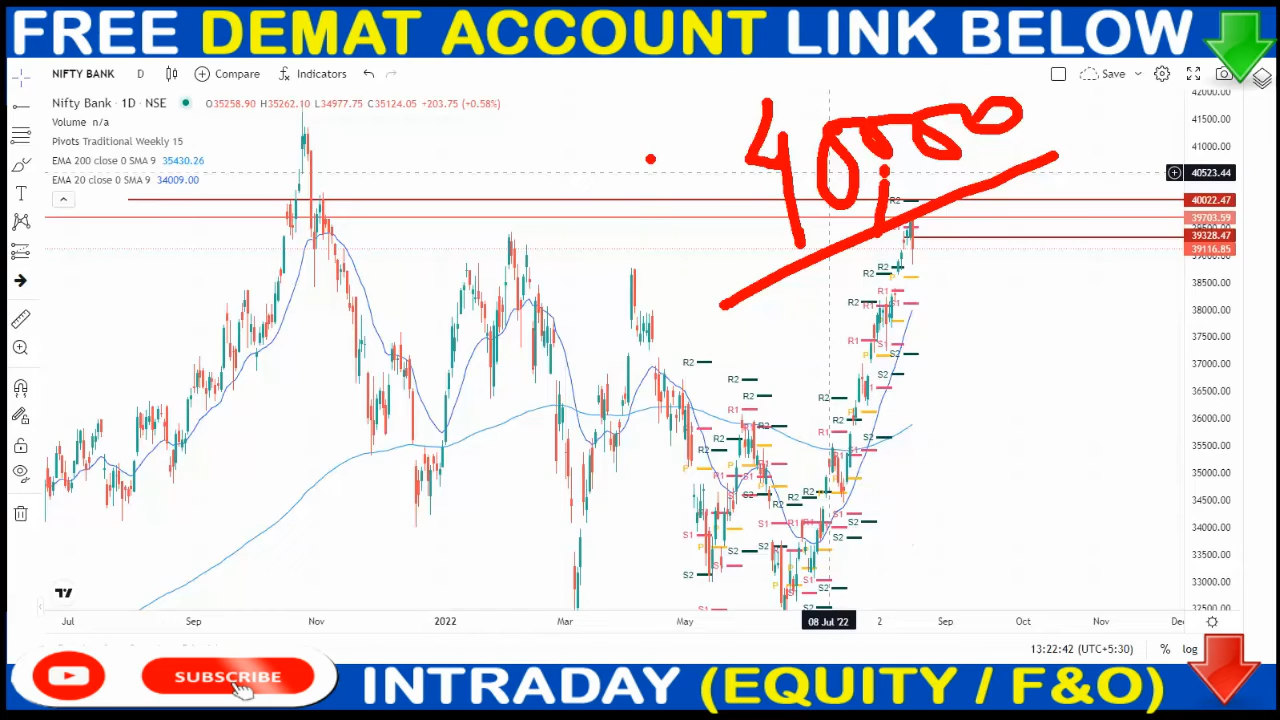 FREE DEMAT ACCOUNT LINK BELOW
NIFTY BANK D Compare Indicators Save
Nifty Bank · 1D · NSE O35258.90 H35262.10 L34977.75 C35124.05 +203.75 (+0.58%)
Volume n/a
Pivots Traditional Weekly 15
EMA 200 close 0 SMA 9 35430.26
EMA 20 close 0 SMA 9 34009.00
40000
42000.00
41500.00
41000.00
40523.44
40022.47
39703.59
39328.47
39116.85
38500.00
38000.00
37500.00
37000.00
36500.00
36000.00
35500.00
35000.00
34500.00
34000.00
33500.00
33000.00
32500.00
Jul Sep Nov 2022 Mar May 08 Jul '22 2 Sep Oct Nov Dec
13:22:42 (UTC+5:30) % log
SUBSCRIBE
INTRADAY (EQUITY / F&O)